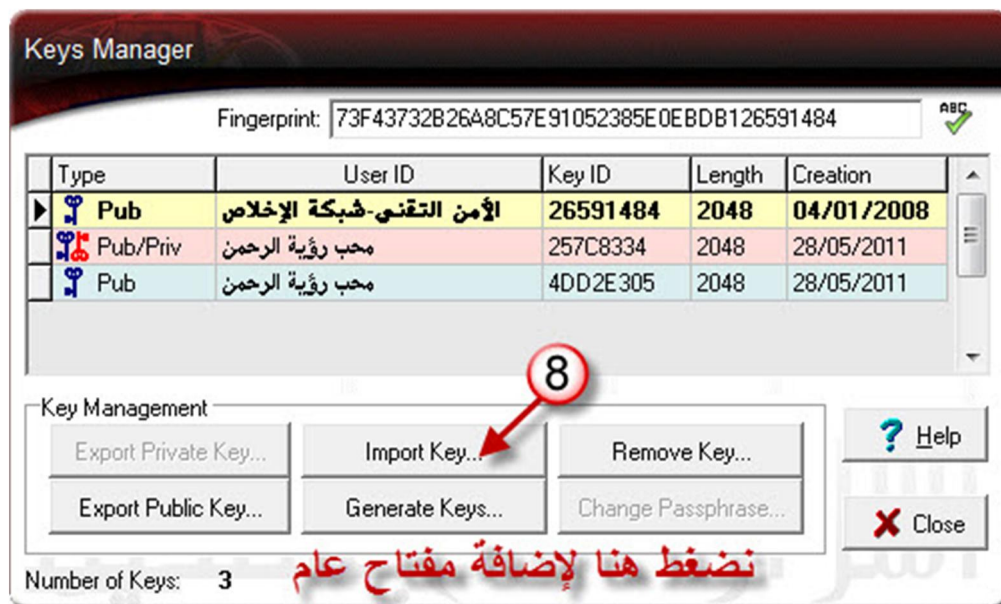 Keys Manager
Fingerprint: 73F43732B26A8C57E91052385E0EBDB126591484 ABC
Type User ID Key ID Length Creation
Pub الأمن التقني-شبكة الإخلاص 26591484 2048 04/01/2008
Pub/Priv محب رؤية الرحمن 257C8334 2048 28/05/2011
Pub محب رؤية الرحمن 4DD2E305 2048 28/05/2011
8
Key Management
Export Private Key... Import Key... Remove Key... Help
Export Public Key... Generate Keys... Change Passphrase... Close
نضغط هنا لإضافة مفتاح عام
Number of Keys: 3